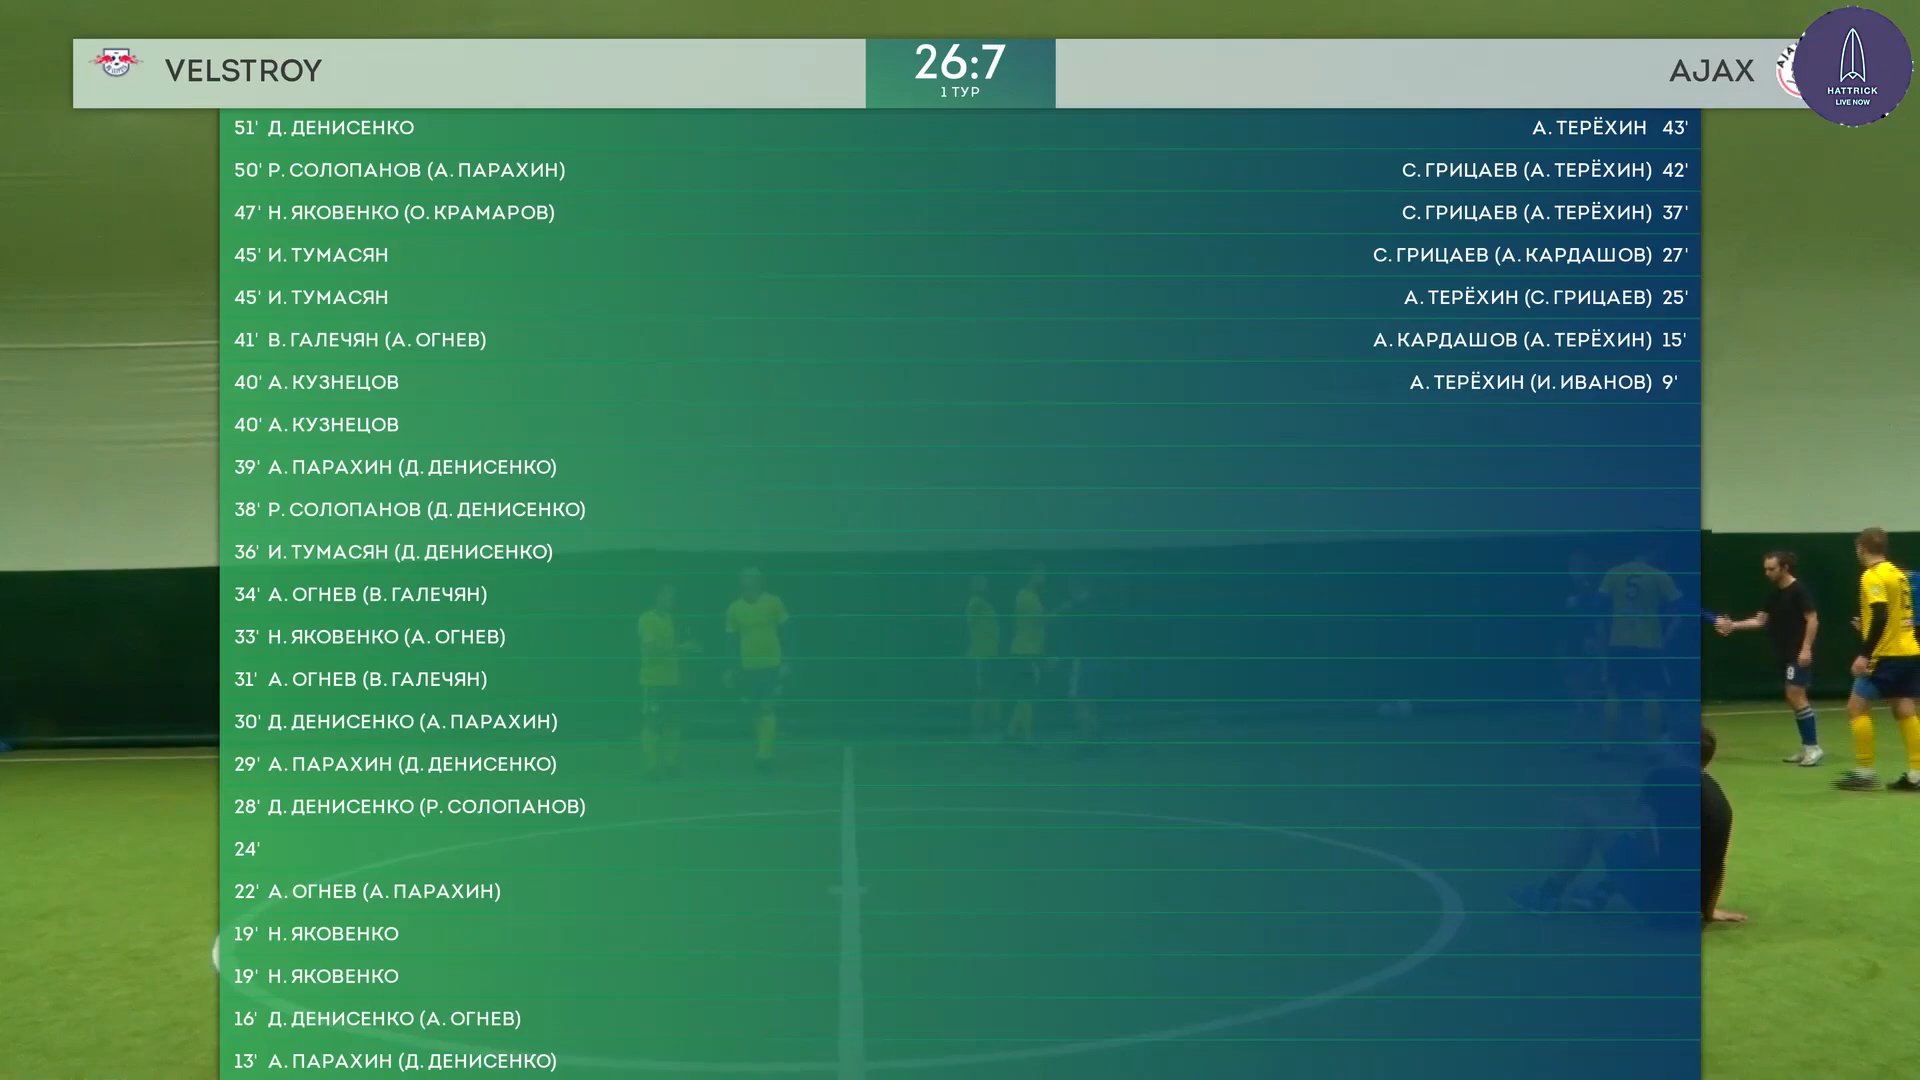 VELSTROY
26:7
1 ТУР
AJAX
HATTRICK
LIVE NOW
51' Д. ДЕНИСЕНКО
А. ТЕРЁХИН 43'
50' Р. СОЛОПАНОВ (А. ПАРАХИН)
С. ГРИЦАЕВ (А. ТЕРЁХИН) 42'
47' Н. ЯКОВЕНКО (О. КРАМАРОВ)
С. ГРИЦАЕВ (А. ТЕРЁХИН) 37'
45' И. ТУМАСЯН
С. ГРИЦАЕВ (А. КАРДАШОВ) 27'
45' И. ТУМАСЯН
А. ТЕРЁХИН (С. ГРИЦАЕВ) 25'
41' В. ГАЛЕЧЯН (А. ОГНЕВ)
А. КАРДАШОВ (А. ТЕРЁХИН) 15'
40' А. КУЗНЕЦОВ
А. ТЕРЁХИН (И. ИВАНОВ) 9'
40' А. КУЗНЕЦОВ
39' А. ПАРАХИН (Д. ДЕНИСЕНКО)
38' Р. СОЛОПАНОВ (Д. ДЕНИСЕНКО)
36' И. ТУМАСЯН (Д. ДЕНИСЕНКО)
34' А. ОГНЕВ (В. ГАЛЕЧЯН)
33' Н. ЯКОВЕНКО (А. ОГНЕВ)
31' А. ОГНЕВ (В. ГАЛЕЧЯН)
30' Д. ДЕНИСЕНКО (А. ПАРАХИН)
29' А. ПАРАХИН (Д. ДЕНИСЕНКО)
28' Д. ДЕНИСЕНКО (Р. СОЛОПАНОВ)
24'
22' А. ОГНЕВ (А. ПАРАХИН)
19' Н. ЯКОВЕНКО
19' Н. ЯКОВЕНКО
16' Д. ДЕНИСЕНКО (А. ОГНЕВ)
13' А. ПАРАХИН (Д. ДЕНИСЕНКО)